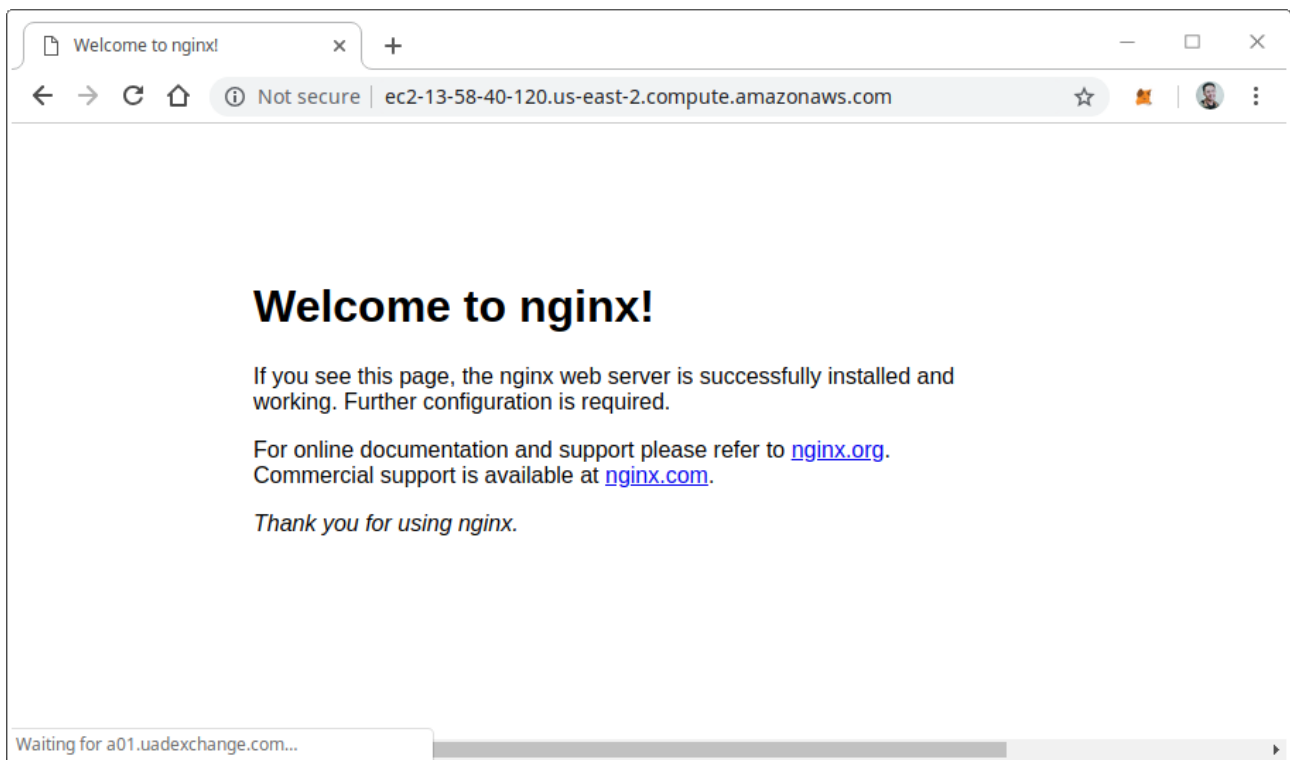 Welcome to nginx!
Not secure ec2-13-58-40-120.us-east-2.compute.amazonaws.com
Welcome to nginx!
If you see this page, the nginx web server is successfully installed and
working. Further configuration is required.
For online documentation and support please refer to nginx.org.
Commercial support is available at nginx.com.
Thank you for using nginx.
Waiting for a01.uadexchange.com...